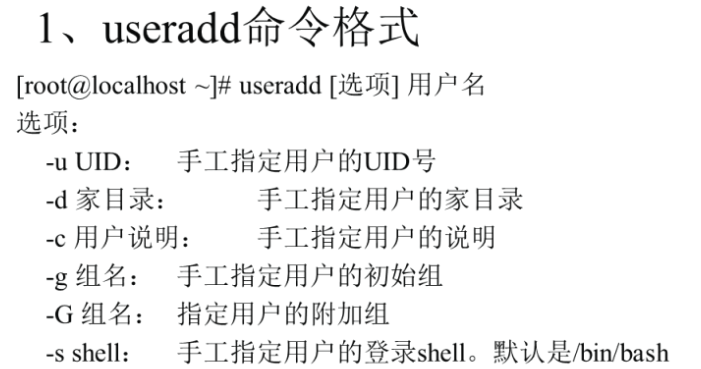 1、useradd命令格式
[root@localhost ~]# useradd [选项] 用户名
选项：
-u UID： 手工指定用户的UID号
-d 家目录： 手工指定用户的家目录
-c 用户说明： 手工指定用户的说明
-g 组名： 手工指定用户的初始组
-G 组名： 指定用户的附加组
-s shell： 手工指定用户的登录shell。默认是/bin/bash